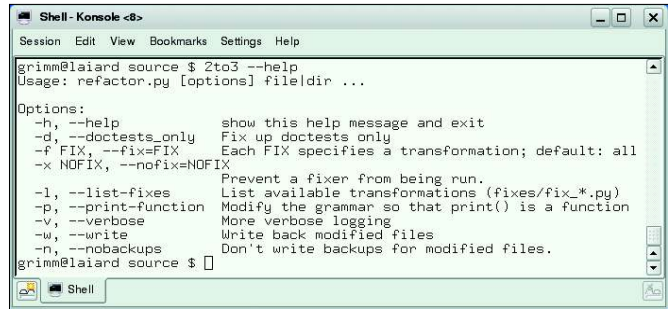 Shell - Konsole <8>
Session Edit View Bookmarks Settings Help
grimm@laiard source $ 2to3 --help
Usage: refactor.py [options] file|dir ...
Options:
-h, --help show this help message and exit
-d, --doctests_only Fix up doctests only
-f FIX, --fix=FIX Each FIX specifies a transformation; default: all
-x NOFIX, --nofix=NOFIX
Prevent a fixer from being run.
-l, --list-fixes List available transformations (fixes/fix_*.py)
-p, --print-function Modify the grammar so that print() is a function
-v, --verbose More verbose logging
-w, --write Write back modified files
-n, --nobackups Don't write backups for modified files.
grimm@laiard source $
Shell